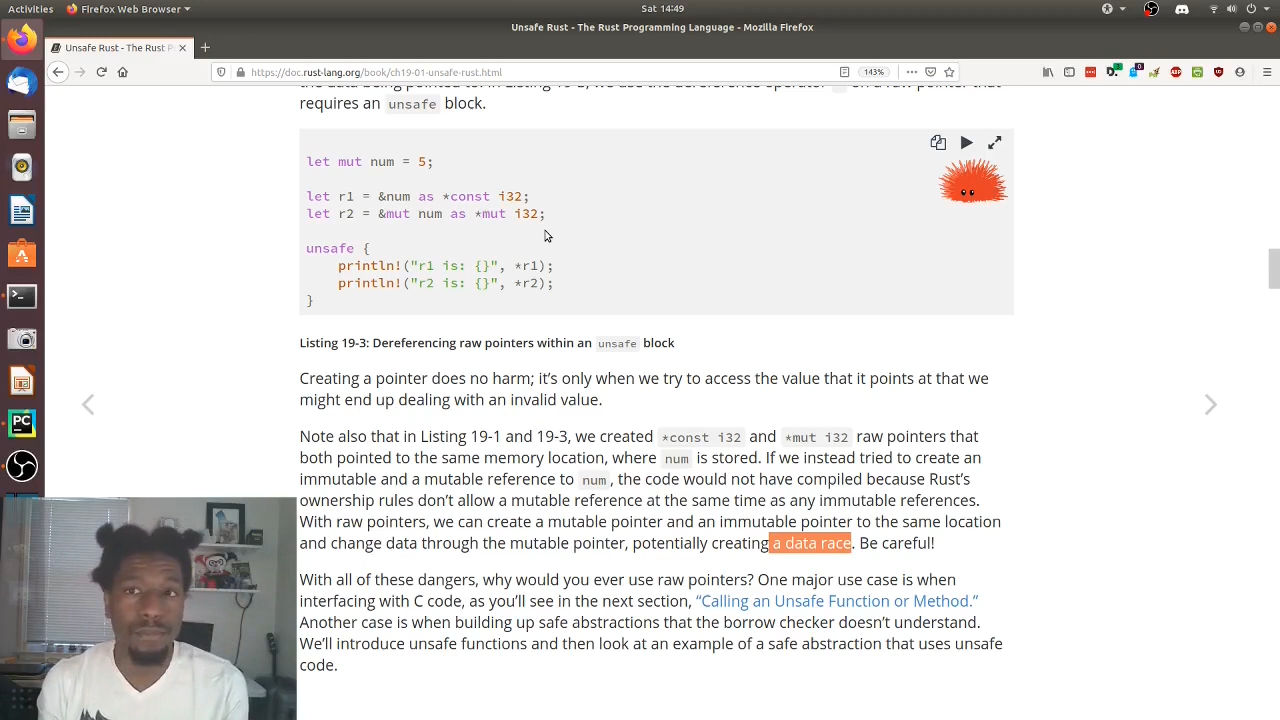 Activities
Firefox Web Browser
Sat 14:49
Unsafe Rust - The Rust Programming Language - Mozilla Firefox
Unsafe Rust - The Rust P
https://doc.rust-lang.org/book/ch19-01-unsafe-rust.html
143%
requires an unsafe block.
let mut num = 5;
let r1 = &num as *const i32;
let r2 = &mut num as *mut i32;
unsafe {
println!("r1 is: {}", *r1);
println!("r2 is: {}", *r2);
}
Listing 19-3: Dereferencing raw pointers within an unsafe block
Creating a pointer does no harm; it’s only when we try to access the value that it points at that we
might end up dealing with an invalid value.
Note also that in Listing 19-1 and 19-3, we created *const i32 and *mut i32 raw pointers that
both pointed to the same memory location, where num is stored. If we instead tried to create an
immutable and a mutable reference to num, the code would not have compiled because Rust’s
ownership rules don’t allow a mutable reference at the same time as any immutable references.
With raw pointers, we can create a mutable pointer and an immutable pointer to the same location
and change data through the mutable pointer, potentially creating a data race. Be careful!
With all of these dangers, why would you ever use raw pointers? One major use case is when
interfacing with C code, as you’ll see in the next section, “Calling an Unsafe Function or Method.”
Another case is when building up safe abstractions that the borrow checker doesn’t understand.
We’ll introduce unsafe functions and then look at an example of a safe abstraction that uses unsafe
code.
PC